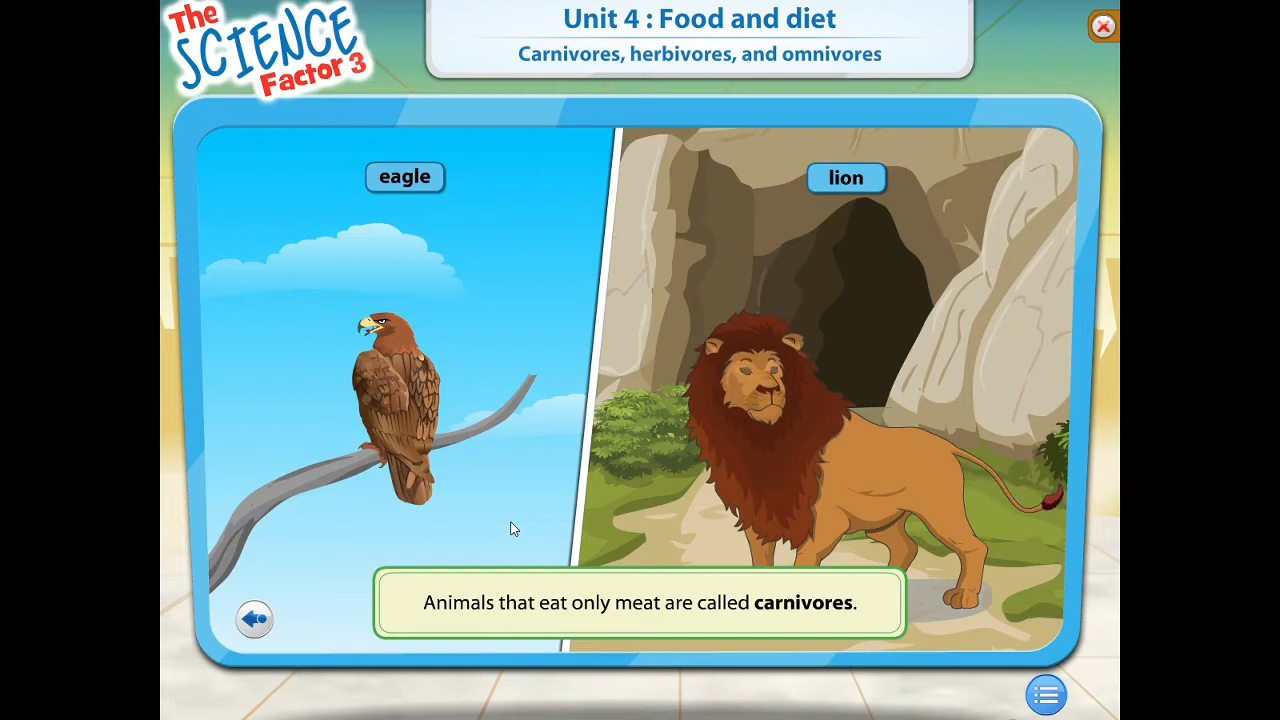 The
SCIENCE
Factor 3
Unit 4 : Food and diet
Carnivores, herbivores, and omnivores
eagle
lion
Animals that eat only meat are called carnivores.